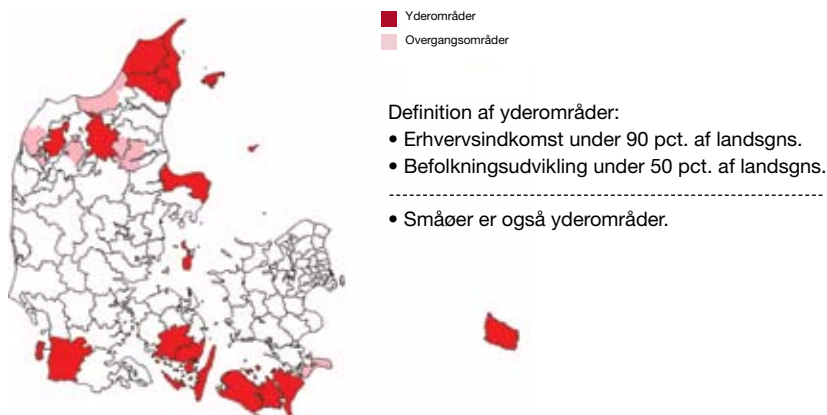 Yderområder
Overgangsområder
Definition af yderområder:
• Erhvervsindkomst under 90 pct. af landsgns.
• Befolkningsudvikling under 50 pct. af landsgns.
• Småøer er også yderområder.